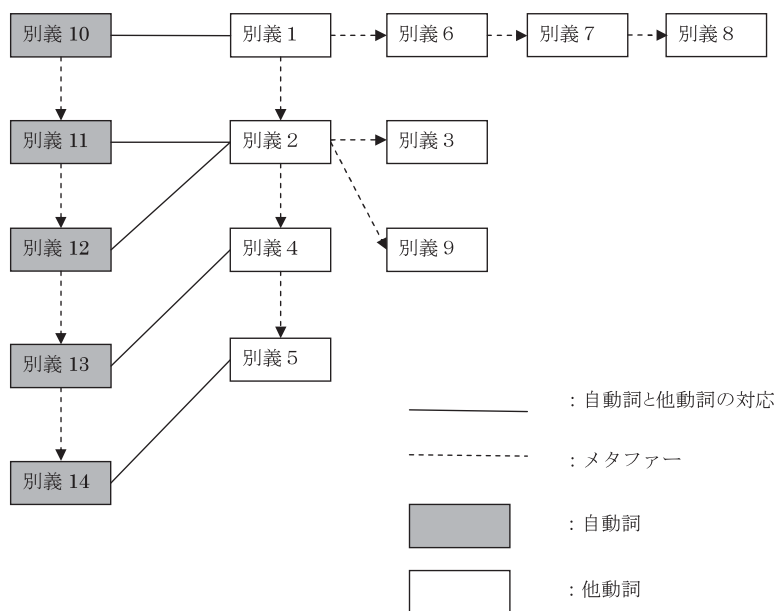 別義 10
別義 1
別義 6
別義 7
別義 8
別義 11
別義 2
別義 3
別義 12
別義 4
別義 9
別義 13
別義 5
別義 14
：自動詞と他動詞の対応
：メタファー
：自動詞
：他動詞